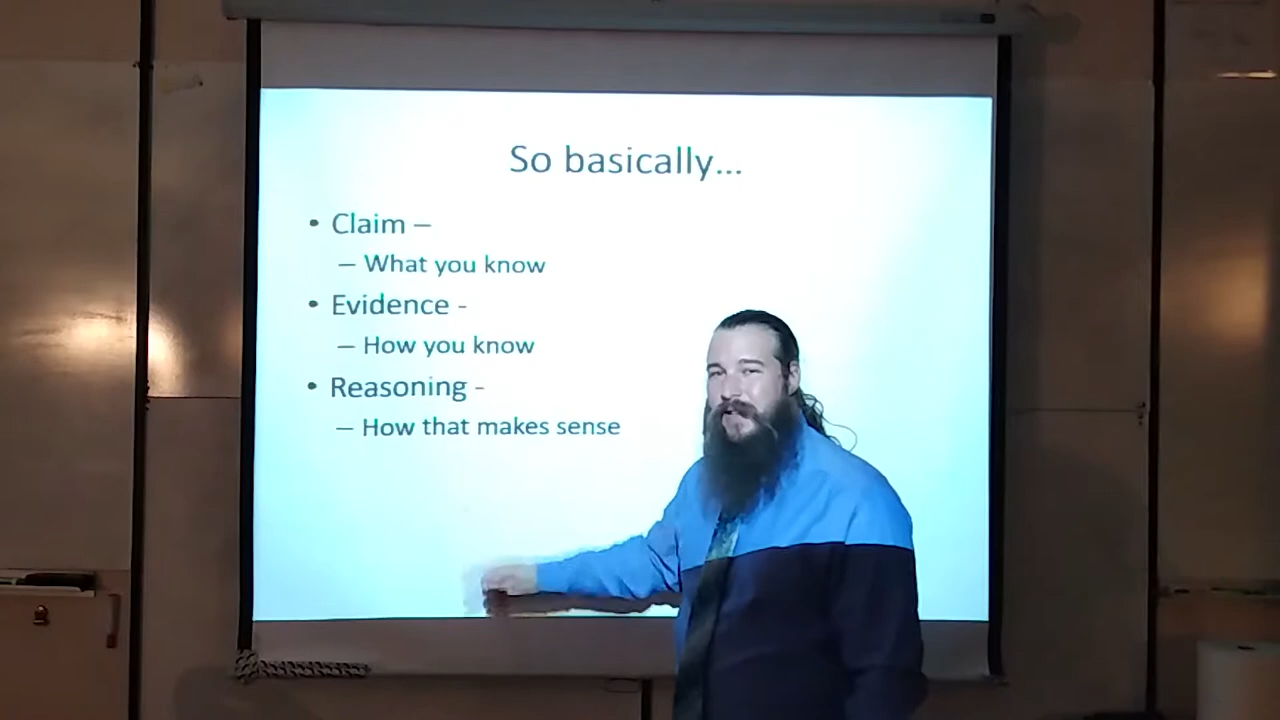 So basically...
• Claim –
– What you know
• Evidence -
– How you know
• Reasoning -
– How that makes sense